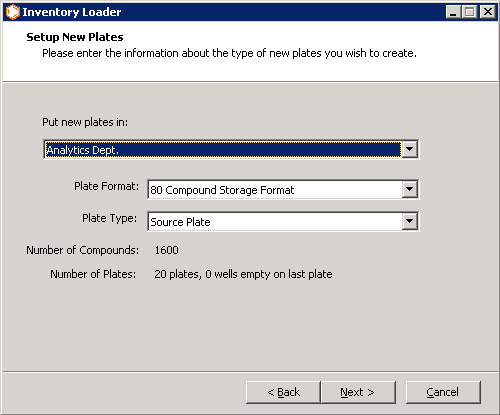 Inventory Loader
Setup New Plates
Please enter the information about the type of new plates you wish to create.
Put new plates in:
Analytics Dept.
Plate Format: 80 Compound Storage Format
Plate Type: Source Plate
Number of Compounds: 1600
Number of Plates: 20 plates, 0 wells empty on last plate
< Back Next > Cancel